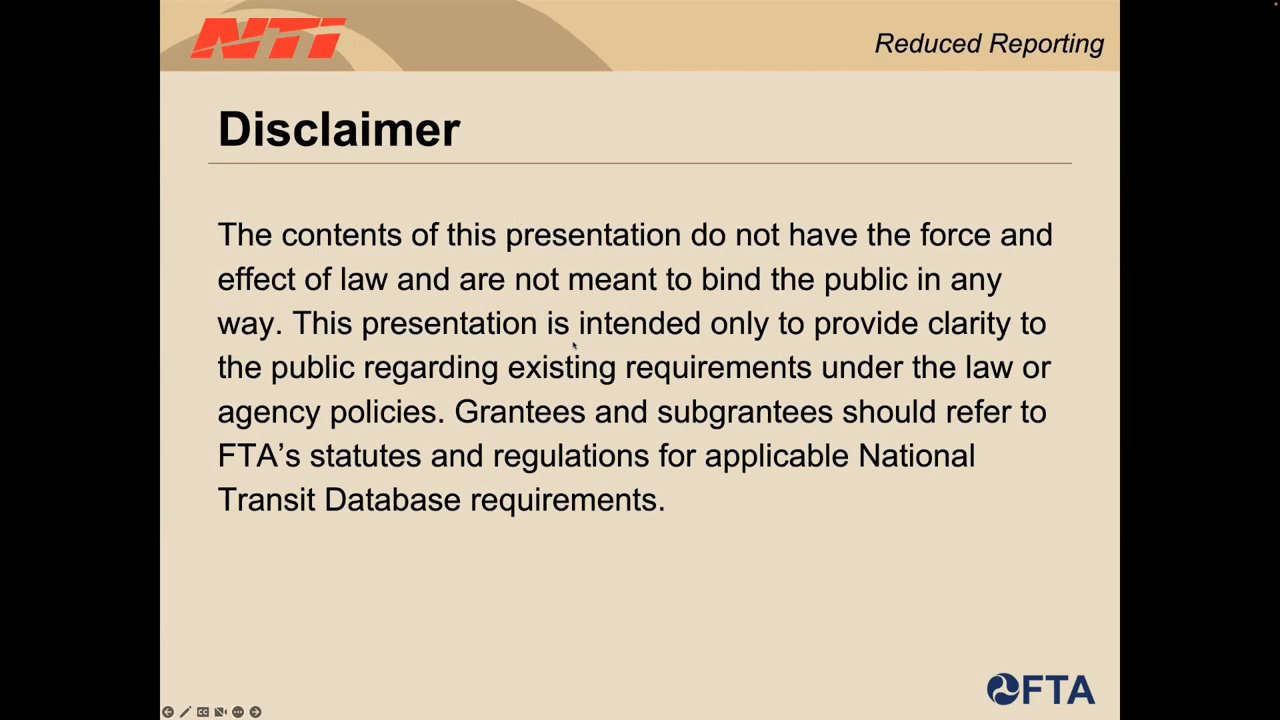 NTI
Reduced Reporting
Disclaimer
The contents of this presentation do not have the force and
effect of law and are not meant to bind the public in any
way. This presentation is intended only to provide clarity to
the public regarding existing requirements under the law or
agency policies. Grantees and subgrantees should refer to
FTA’s statutes and regulations for applicable National
Transit Database requirements.
FTA